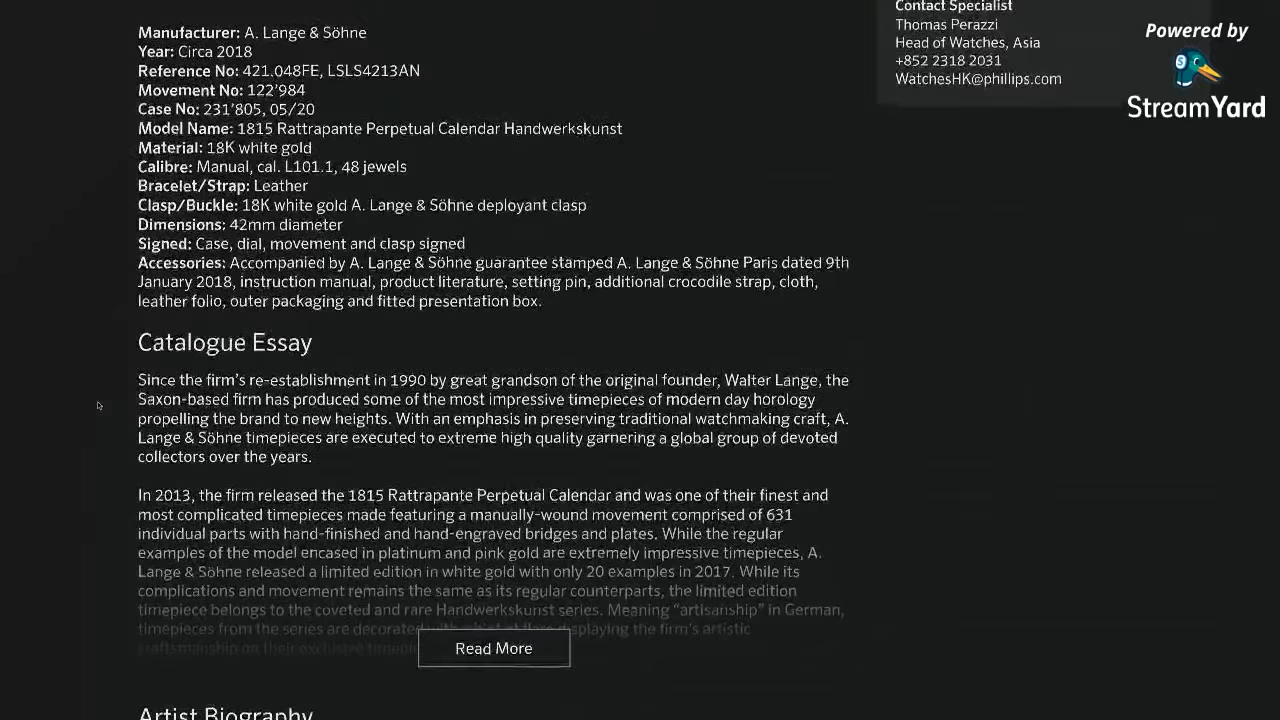 Contact Specialist
Thomas Perazzi
Head of Watches, Asia
+852 2318 2031
WatchesHK@phillips.com
Powered by
StreamYard
Manufacturer: A. Lange & Söhne
Year: Circa 2018
Reference No: 421.048FE, LSLS4213AN
Movement No: 122'984
Case No: 231'805, 05/20
Model Name: 1815 Rattrapante Perpetual Calendar Handwerkskunst
Material: 18K white gold
Calibre: Manual, cal. L101.1, 48 jewels
Bracelet/Strap: Leather
Clasp/Buckle: 18K white gold A. Lange & Söhne deployant clasp
Dimensions: 42mm diameter
Signed: Case, dial, movement and clasp signed
Accessories: Accompanied by A. Lange & Söhne guarantee stamped A. Lange & Söhne Paris dated 9th
January 2018, instruction manual, product literature, setting pin, additional crocodile strap, cloth,
leather folio, outer packaging and fitted presentation box.
Catalogue Essay
Since the firm's re-establishment in 1990 by great grandson of the original founder, Walter Lange, the
Saxon-based firm has produced some of the most impressive timepieces of modern day horology
propelling the brand to new heights. With an emphasis in preserving traditional watchmaking craft, A.
Lange & Söhne timepieces are executed to extreme high quality garnering a global group of devoted
collectors over the years.
In 2013, the firm released the 1815 Rattrapante Perpetual Calendar and was one of their finest and
most complicated timepieces made featuring a manually-wound movement comprised of 631
individual parts with hand-finished and hand-engraved bridges and plates. While the regular
examples of the model encased in platinum and pink gold are extremely impressive timepieces, A.
Lange & Söhne released a limited edition in white gold with only 20 examples in 2017. While its
complications and movement remains the same as its regular counterparts, the limited edition
timepiece belongs to the coveted and rare Handwerkskunst series. Meaning “artisanship” in German,
timepieces from the series are decorated displaying the firm's artistic
craftsmanship on their exclusive
Read More
Artist Biography